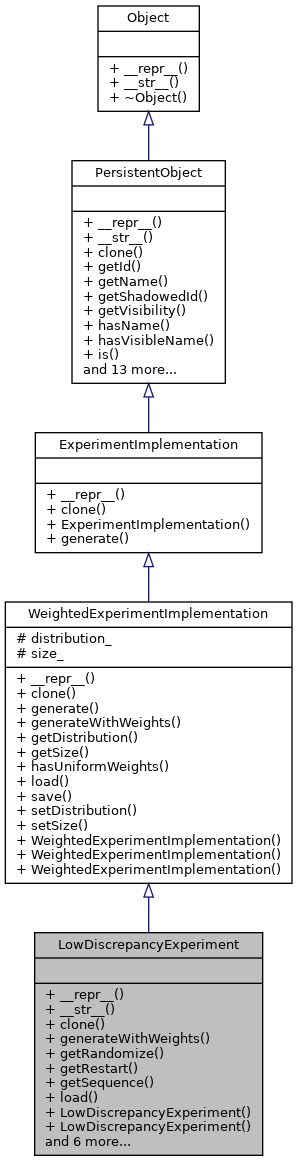 Object
+ __repr__()
+ __str__()
+ ~Object()
PersistentObject
+ __repr__()
+ __str__()
+ clone()
+ getId()
+ getName()
+ getShadowedId()
+ getVisibility()
+ hasName()
+ hasVisibleName()
+ is()
and 13 more...
ExperimentImplementation
+ __repr__()
+ clone()
+ ExperimentImplementation()
+ generate()
WeightedExperimentImplementation
# distribution_
# size_
+ __repr__()
+ clone()
+ generate()
+ generateWithWeights()
+ getDistribution()
+ getSize()
+ hasUniformWeights()
+ load()
+ save()
+ setDistribution()
+ setSize()
+ WeightedExperimentImplementation()
+ WeightedExperimentImplementation()
+ WeightedExperimentImplementation()
LowDiscrepancyExperiment
+ __repr__()
+ __str__()
+ clone()
+ generateWithWeights()
+ getRandomize()
+ getRestart()
+ getSequence()
+ load()
+ LowDiscrepancyExperiment()
+ LowDiscrepancyExperiment()
and 6 more...